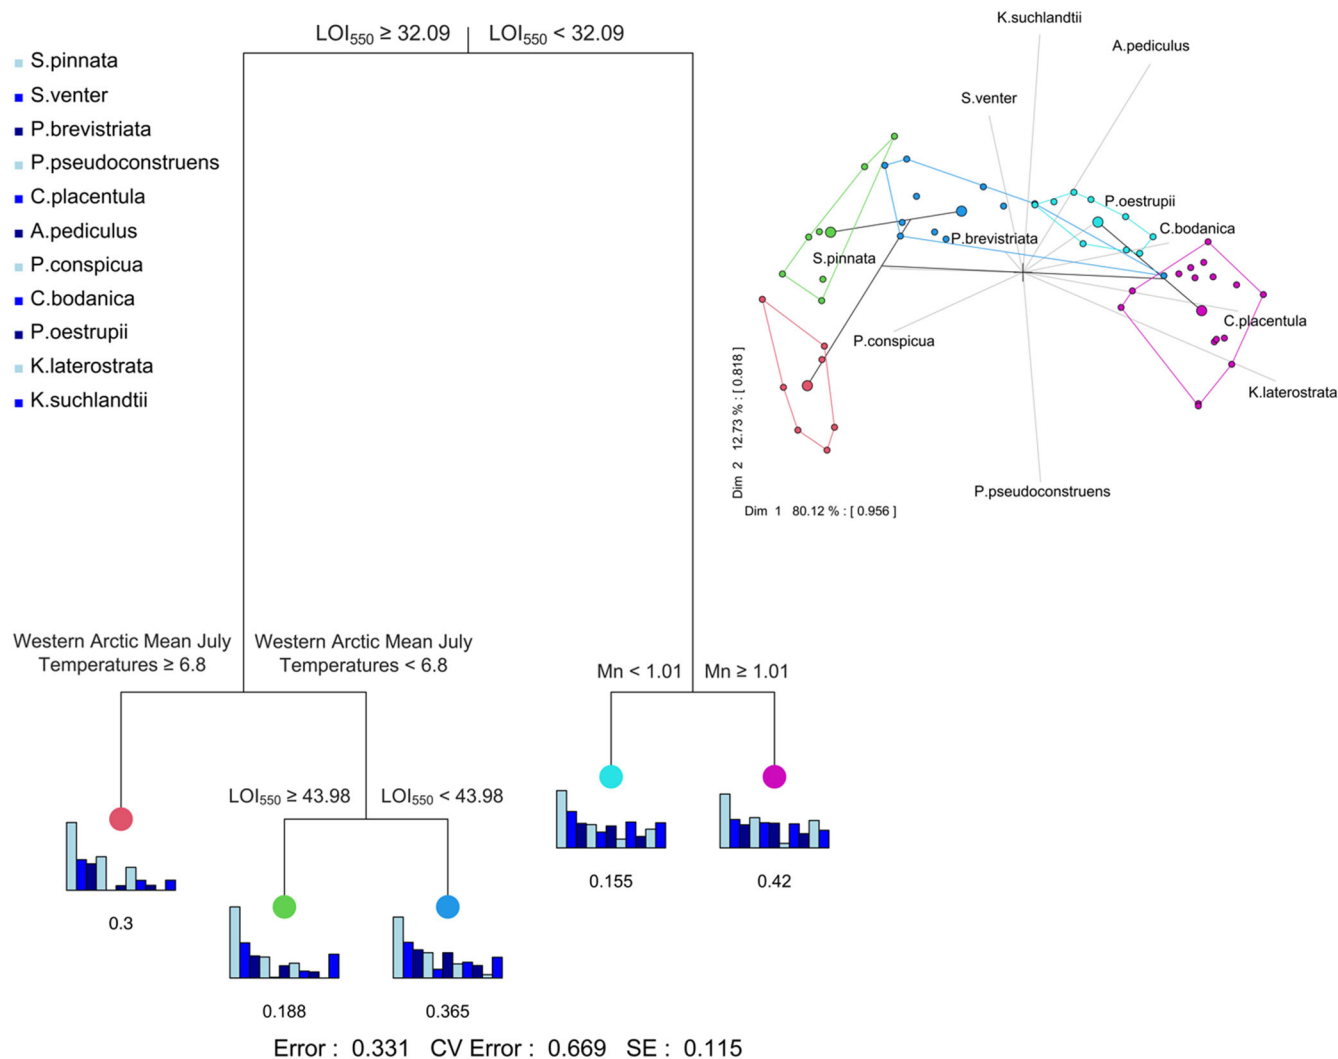 LOI550 ≥ 32.09 LOI550 < 32.09
S.pinnata
S.venter
P.brevistriata
P.pseudoconstruens
C.placentula
A.pediculus
P.conspicua
C.bodanica
P.oestrupii
K.laterostrata
K.suchlandtii
K.suchlandtii
A.pediculus
S.venter
P.oestrupii
C.bodanica
P.brevistriata
S.pinnata
C.placentula
P.conspicua
K.laterostrata
P.pseudoconstruens
Dim 2 12.73 % : [ 0.818 ]
Dim 1 80.12 % : [ 0.956 ]
Western Arctic Mean July
Temperatures ≥ 6.8
Western Arctic Mean July
Temperatures < 6.8
Mn < 1.01 Mn ≥ 1.01
LOI550 ≥ 43.98 LOI550 < 43.98
0.155
0.42
0.3
0.188
0.365
Error : 0.331 CV Error : 0.669 SE : 0.115